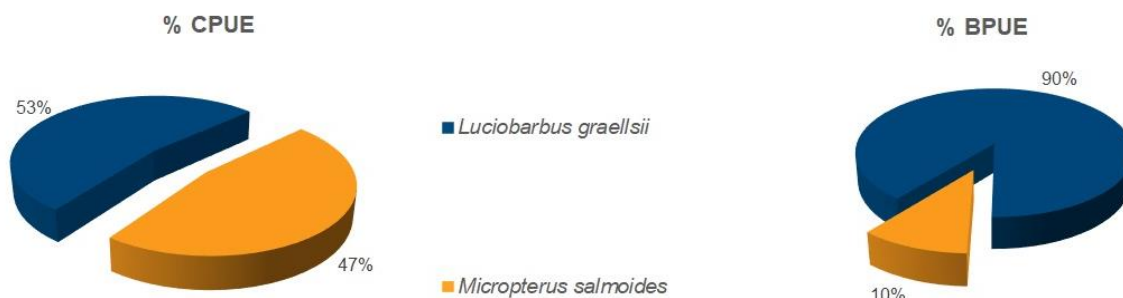 % CPUE
53%
47%
Luciobarbus graellsii
Micropterus salmoides
% BPUE
90%
10%